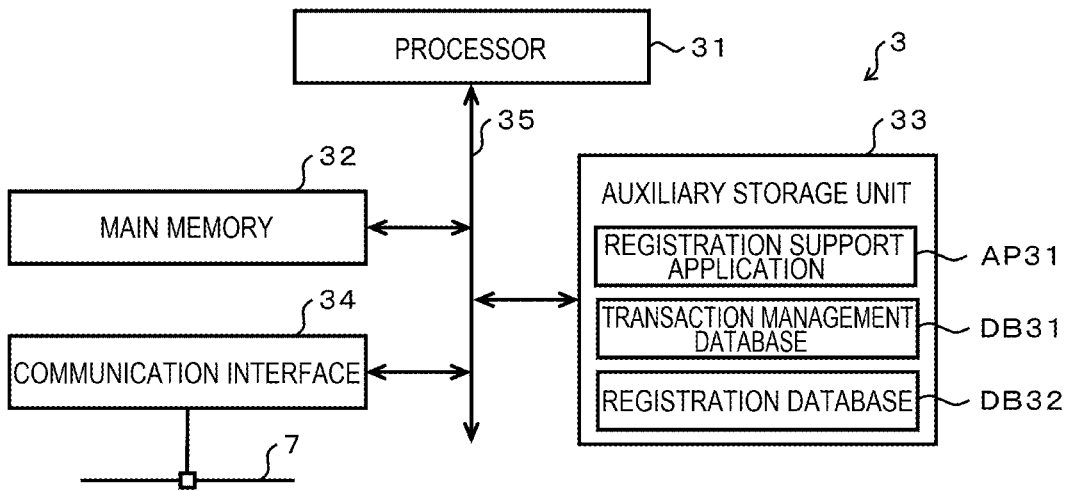 PROCESSOR
31
3
35
33
32
MAIN MEMORY
AUXILIARY STORAGE UNIT
REGISTRATION SUPPORT
APPLICATION
AP31
34
TRANSACTION MANAGEMENT
DATABASE
DB31
COMMUNICATION INTERFACE
REGISTRATION DATABASE
DB32
7